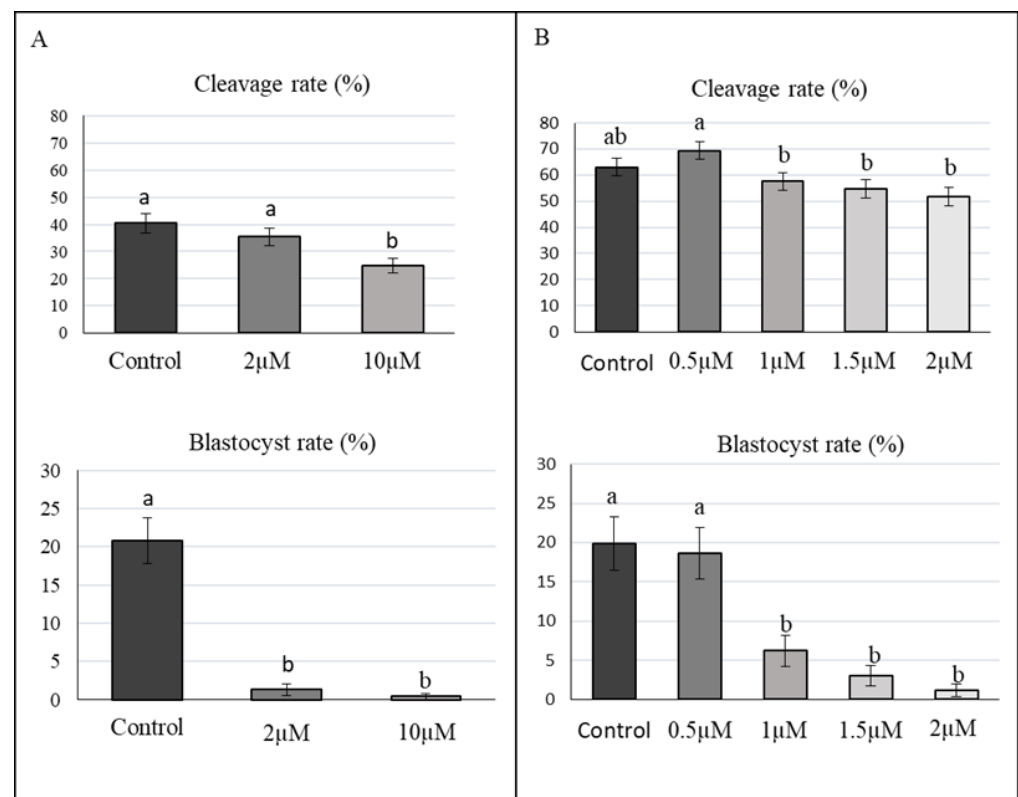 A
Cleavage rate (%)
80
70
60
50
40
30
20
10
0
a
a
b
Control 2µM 10µM
Blastocyst rate (%)
30
25
20
15
10
5
0
a
b
b
Control 2µM 10µM
B
Cleavage rate (%)
80
70
60
50
40
30
20
10
0
ab
a
b
b
b
Control 0.5µM 1µM 1.5µM 2µM
Blastocyst rate (%)
30
25
20
15
10
5
0
a
a
b
b
b
Control 0.5µM 1µM 1.5µM 2µM